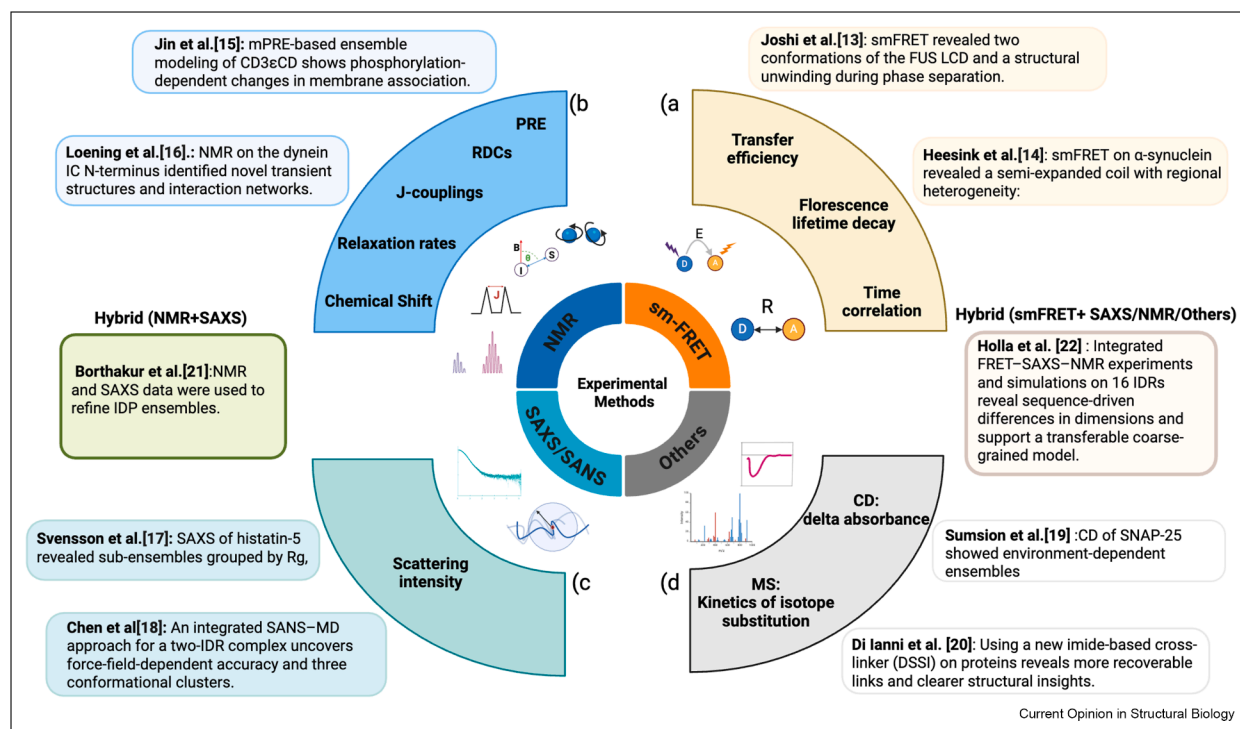 Jin et al.[15]: mPRE-based ensemble
modeling of CD3εCD shows phosphorylation-
dependent changes in membrane association.
Joshi et al.[13]: smFRET revealed two
conformations of the FUS LCD and a structural
unwinding during phase separation.
(b
(a
PRE
RDCs
J-couplings
Relaxation rates
Chemical Shift
Transfer
efficiency
Florescence
lifetime decay
Time
correlation
Loening et al.[16].: NMR on the dynein
IC N-terminus identified novel transient
structures and interaction networks.
Heesink et al.[14]: smFRET on α-synuclein
revealed a semi-expanded coil with regional
heterogeneity:
B
θ
I
S
J
E
D
A
R
D
A
Hybrid (NMR+SAXS)
Borthakur et al.[21]:NMR
and SAXS data were used to
refine IDP ensembles.
NMR
sm-FRET
Experimental
Methods
SAXS/SANS
Others
Hybrid (smFRET+ SAXS/NMR/Others)
Holla et al. [22] : Integrated
FRET–SAXS–NMR experiments
and simulations on 16 IDRs
reveal sequence-driven
differences in dimensions and
support a transferable coarse-
grained model.
Svensson et al.[17]: SAXS of histatin-5
revealed sub-ensembles grouped by Rg,
Scattering
intensity
(c
Chen et al[18]: An integrated SANS–MD
approach for a two-IDR complex uncovers
force-field-dependent accuracy and three
conformational clusters.
CD:
delta absorbance
MS:
Kinetics of isotope
substitution
(d
Sumsion et al.[19] :CD of SNAP-25
showed environment-dependent
ensembles
Di Ianni et al. [20]: Using a new imide-based cross-
linker (DSSI) on proteins reveals more recoverable
links and clearer structural insights.
Current Opinion in Structural Biology